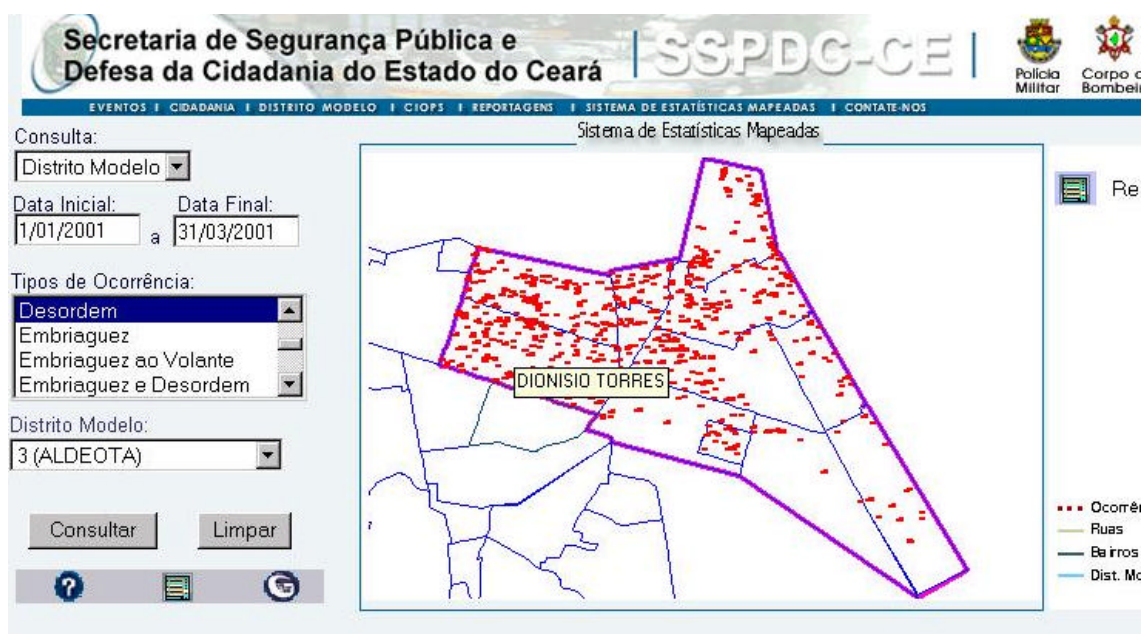 Secretaria de Segurança Pública e
Defesa da Cidadania do Estado do Ceará
SSPDC-CE
Polícia
Militar
Corpo
EVENTOS I CIDADANIA I DISTRITO MODELO I CIOPS I REPORTAGENS I SISTEMA DE ESTATÍSTICAS MAPEADAS I CONTATE-NOS
Sistema de Estatísticas Mapeadas
Consulta:
Distrito Modelo
Data Inicial: Data Final:
1/01/2001 a 31/03/2001
Tipos de Ocorrência:
Desordem
Embriaguez
Embriaguez ao Volante
Embriaguez e Desordem
Distrito Modelo:
3 (ALDEOTA)
Consultar Limpar
DIONISIO TORRES
Re
Ocorrê
Ruas
Bairros
Dist. Mo